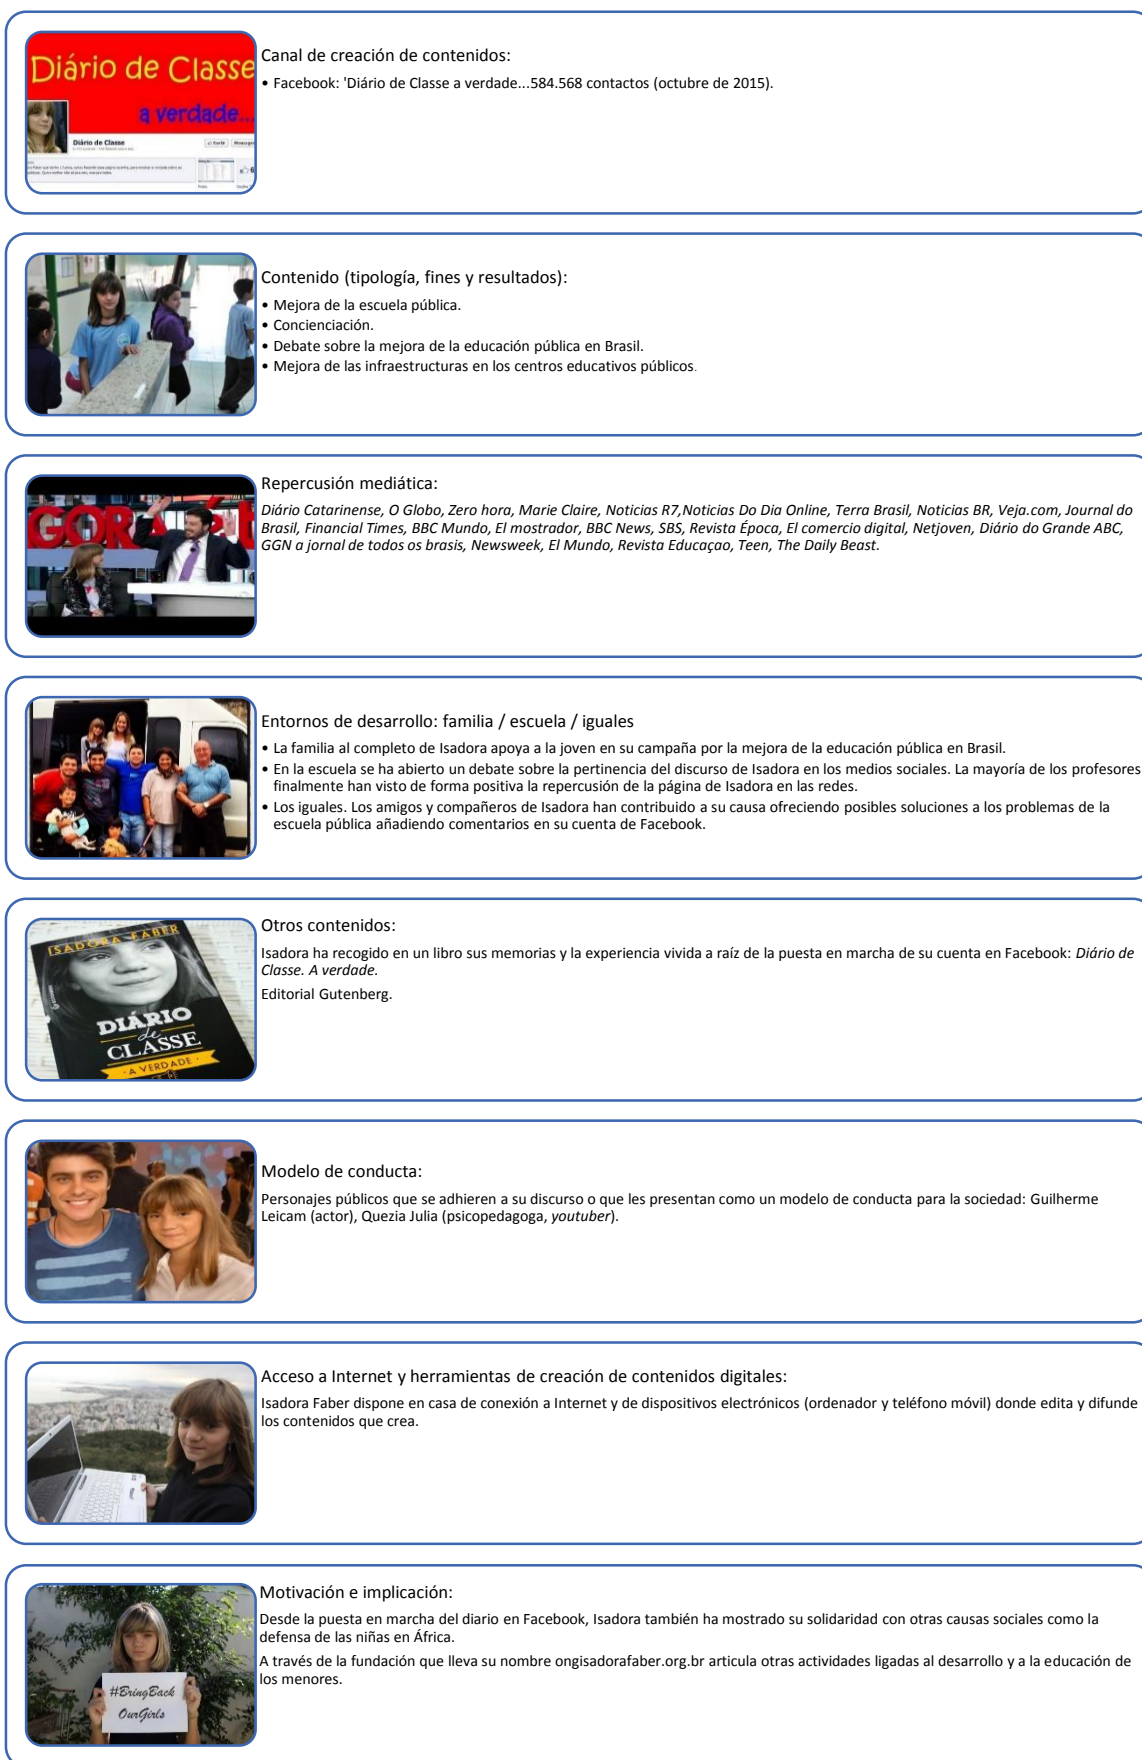 Diário de Classe
a verdade...
Diário de Classe
Canal de creación de contenidos:
• Facebook: 'Diário de Classe a verdade...584.568 contactos (octubre de 2015).
Contenido (tipología, fines y resultados):
• Mejora de la escuela pública.
• Concienciación.
• Debate sobre la mejora de la educación pública en Brasil.
• Mejora de las infraestructuras en los centros educativos públicos.
Repercusión mediática:
Diário Catarinense, O Globo, Zero hora, Marie Claire, Noticias R7,Noticias Do Dia Online, Terra Brasil, Noticias BR, Veja.com, Journal do
Brasil, Financial Times, BBC Mundo, El mostrador, BBC News, SBS, Revista Época, El comercio digital, Netjoven, Diário do Grande ABC,
GGN a jornal de todos os brasis, Newsweek, El Mundo, Revista Educaçao, Teen, The Daily Beast.
Entornos de desarrollo: familia / escuela / iguales
• La familia al completo de Isadora apoya a la joven en su campaña por la mejora de la educación pública en Brasil.
• En la escuela se ha abierto un debate sobre la pertinencia del discurso de Isadora en los medios sociales. La mayoría de los profesores
finalmente han visto de forma positiva la repercusión de la página de Isadora en las redes.
• Los iguales. Los amigos y compañeros de Isadora han contribuido a su causa ofreciendo posibles soluciones a los problemas de la
escuela pública añadiendo comentarios en su cuenta de Facebook.
ISADORA FABER
DIÁRIO
de
CLASSE
A VERDADE
Otros contenidos:
Isadora ha recogido en un libro sus memorias y la experiencia vivida a raíz de la puesta en marcha de su cuenta en Facebook: Diário de
Classe. A verdade.
Editorial Gutenberg.
Modelo de conducta:
Personajes públicos que se adhieren a su discurso o que les presentan como un modelo de conducta para la sociedad: Guilherme
Leicam (actor), Quezia Julia (psicopedagoga, youtuber).
Acceso a Internet y herramientas de creación de contenidos digitales:
Isadora Faber dispone en casa de conexión a Internet y de dispositivos electrónicos (ordenador y teléfono móvil) donde edita y difunde
los contenidos que crea.
#BringBack
OurGirls
Motivación e implicación:
Desde la puesta en marcha del diario en Facebook, Isadora también ha mostrado su solidaridad con otras causas sociales como la
defensa de las niñas en África.
A través de la fundación que lleva su nombre ongisadorafaber.org.br articula otras actividades ligadas al desarrollo y a la educación de
los menores.